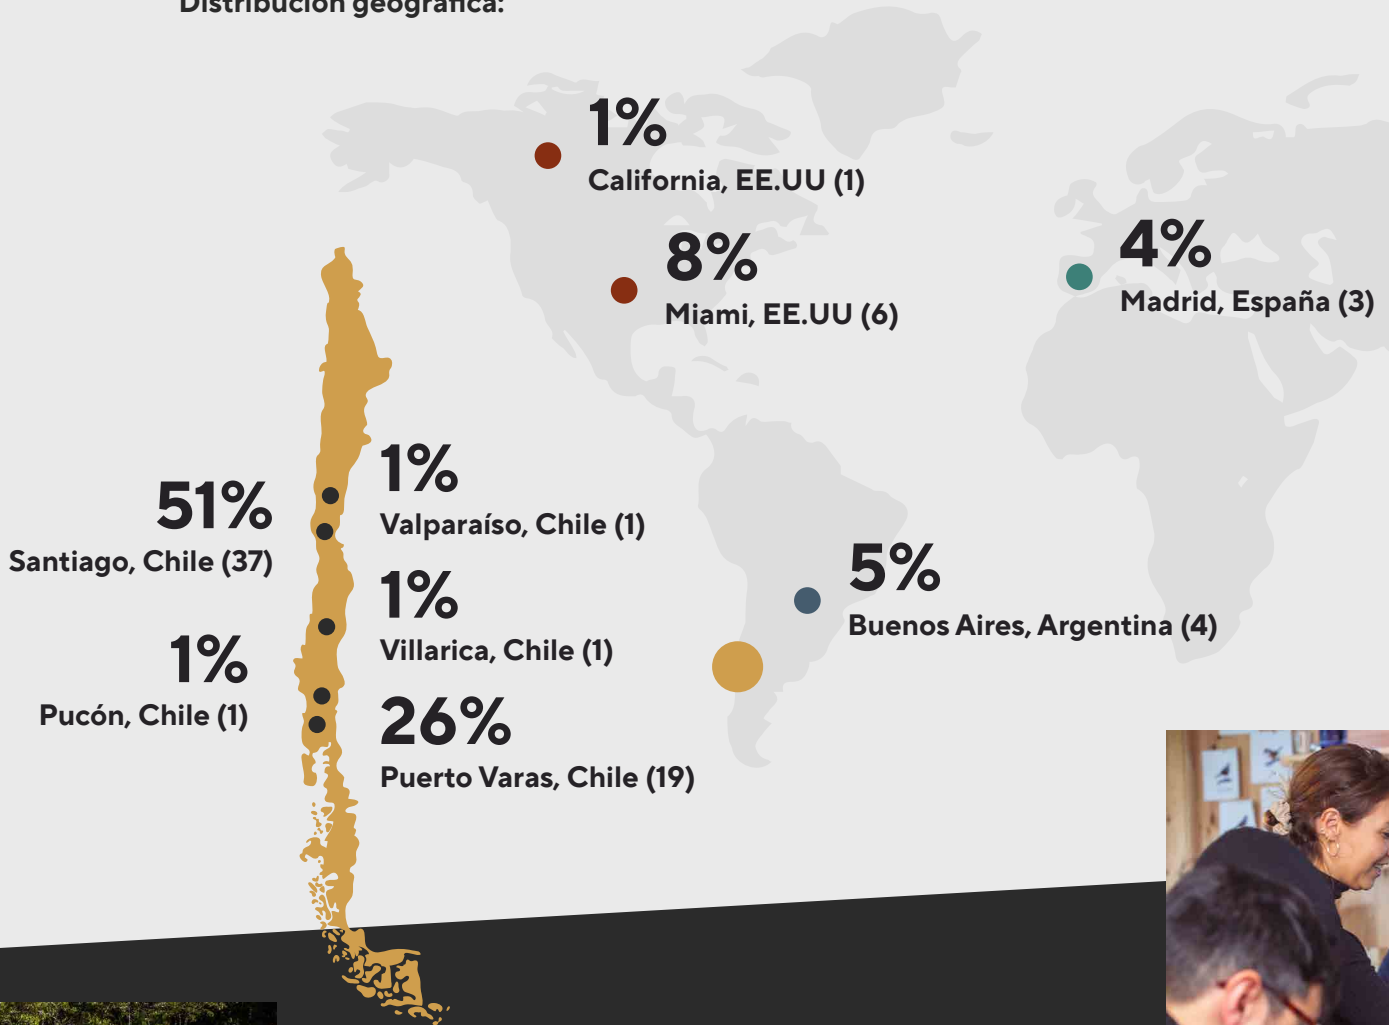 Distribución geográfica:
1%
California, EE.UU (1)
8%
Miami, EE.UU (6)
4%
Madrid, España (3)
1%
Valparaíso, Chile (1)
51%
Santiago, Chile (37)
1%
Villarica, Chile (1)
5%
Buenos Aires, Argentina (4)
1%
Pucón, Chile (1)
26%
Puerto Varas, Chile (19)